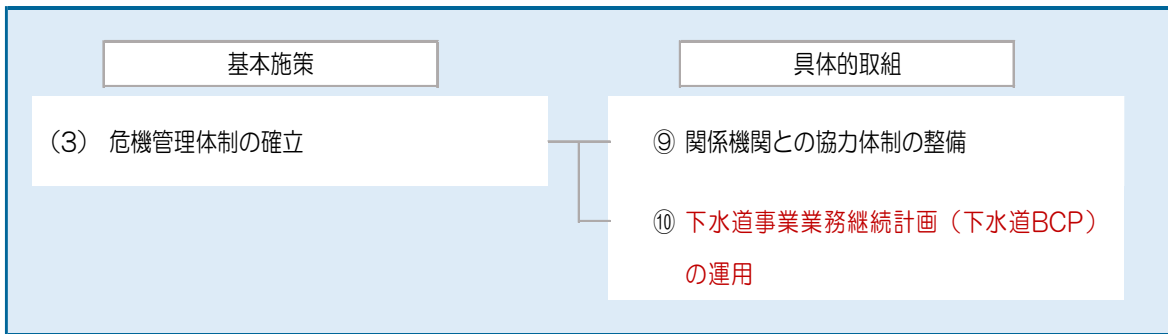 基本施策
具体的取組
（3） 危機管理体制の確立
⑨ 関係機関との協力体制の整備
⑩ 下水道事業業務継続計画（下水道BCP）
の運用